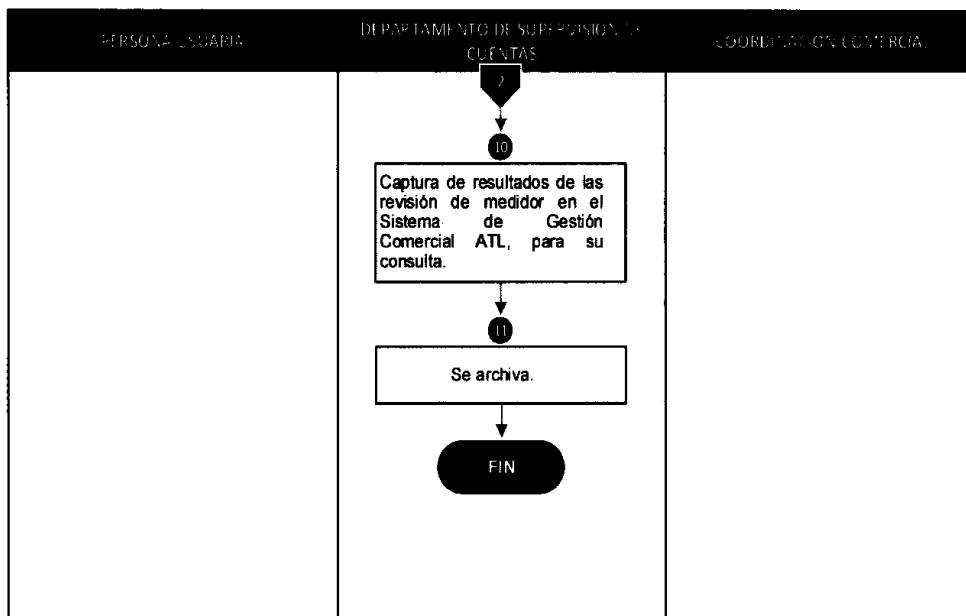 PERSONA USUARIA
DEPARTAMENTO DE SUPERVISIÓN DE
CUENTAS
COORDINACIÓN COMERCIAL
2
10
Captura de resultados de las
revisión de medidor en el
Sistema de Gestión
Comercial ATL, para su
consulta.
11
Se archiva.
FIN